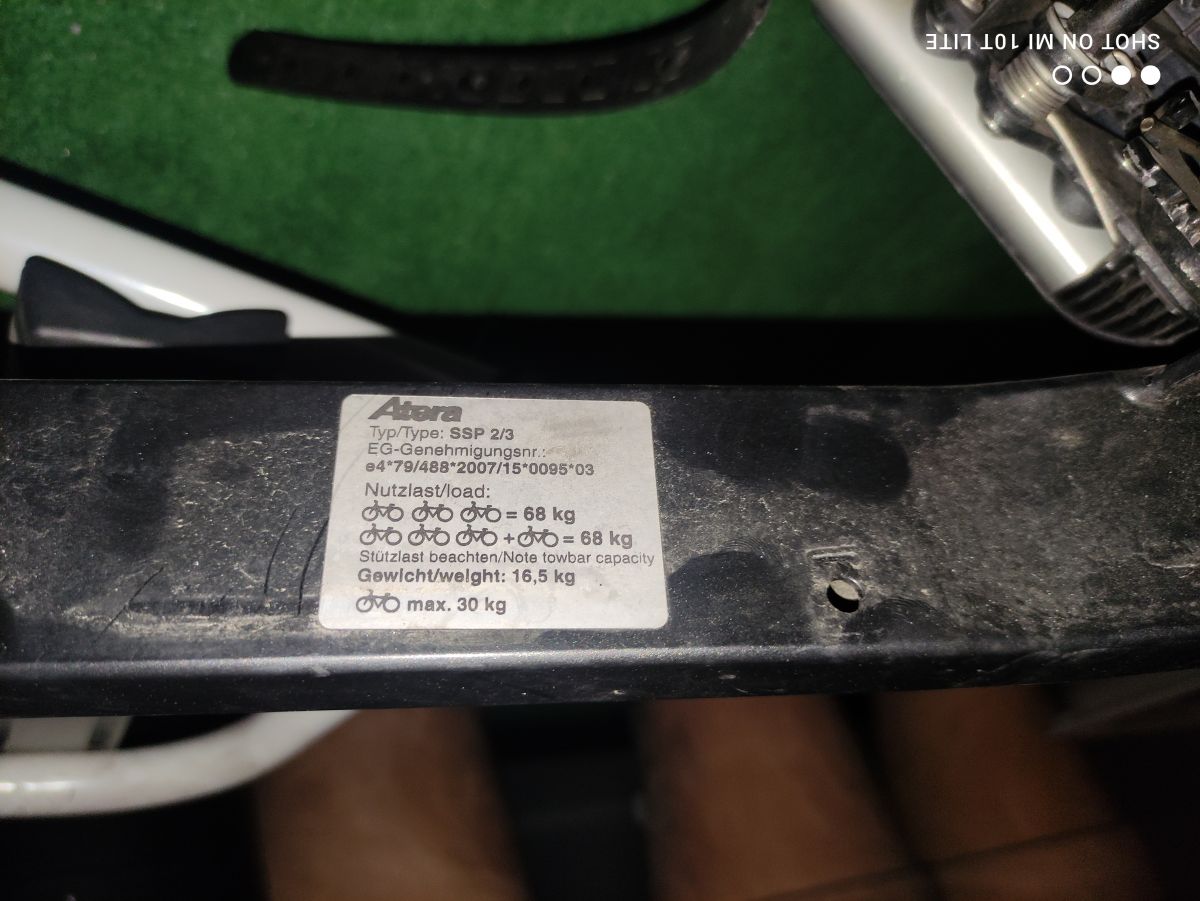 SHOT ON MI 10T LITE
Atera
Typ/Type: SSP 2/3
EG-Genehmigungsnr.:
e4*79/488*2007/15*0095*03
Nutzlast/load:
= 68 kg
+ = 68 kg
Stützlast beachten/Note towbar capacity
Gewicht/weight: 16,5 kg
max. 30 kg